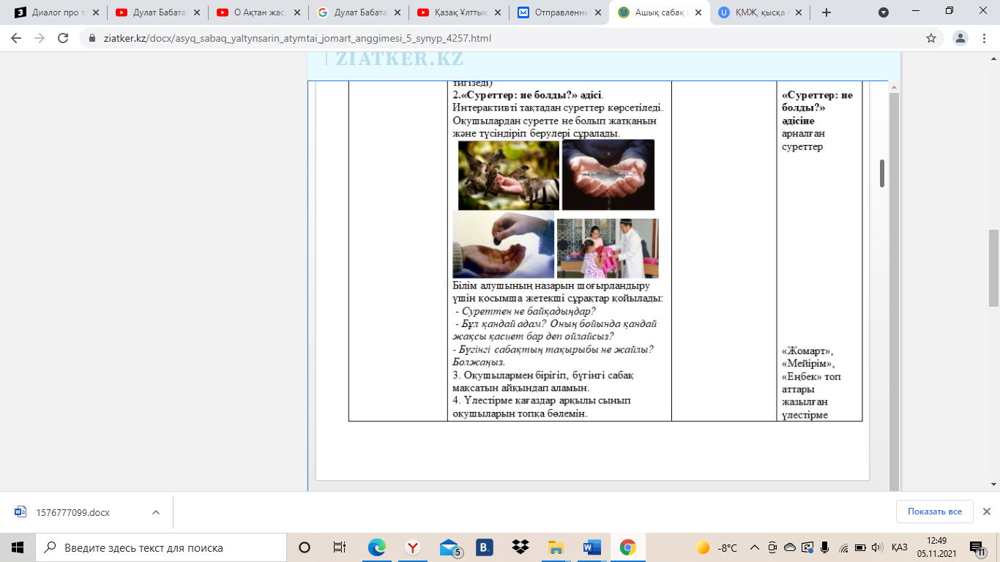 Диалог про т
Дулат Бабата
О Ақтан жас,
Дулат Бабата
Қазақ Ұлттық
Отправленны
Ашық сабақ
ҚМЖ, қысқа
ziatker.kz/docx/asyq_sabaq_yaltynsarin_atymtai_jomart_anggimesi_5_synyp_4257.html
ZIATKER.KZ
тигізеді)
2.«Суреттер: не болды?» әдісі.
Интерактивті тақтадан суреттер көрсетіледі.
Оқушылардан суретте не болып жатқанын
және түсіндіріп берулері сұралады.
Білім алушының назарын шоғырландыру
үшін қосымша жетекші сұрақтар қойылады:
- Суреттен не байқадыңдар?
- Бұл қандай адам? Оның бойында қандай
жақсы қасиет бар деп ойлайсыз?
- Бүгінгі сабақтың тақырыбы не жайлы?
Болжаңыз.
3. Оқушылармен бірігіп, бүгінгі сабақ
мақсатын айқындап аламын.
4. Үлестірме қағаздар арқылы сынып
оқушыларын топқа бөлемін.
«Суреттер: не
болды?»
әдісіне
арналған
суреттер
«Жомарт»,
«Мейірім»,
«Еңбек» топ
аттары
жазылған
үлестірме
1576777099.docx
Показать все
Введите здесь текст для поиска
5
-8°C
ҚАЗ
12:49
05.11.2021
11